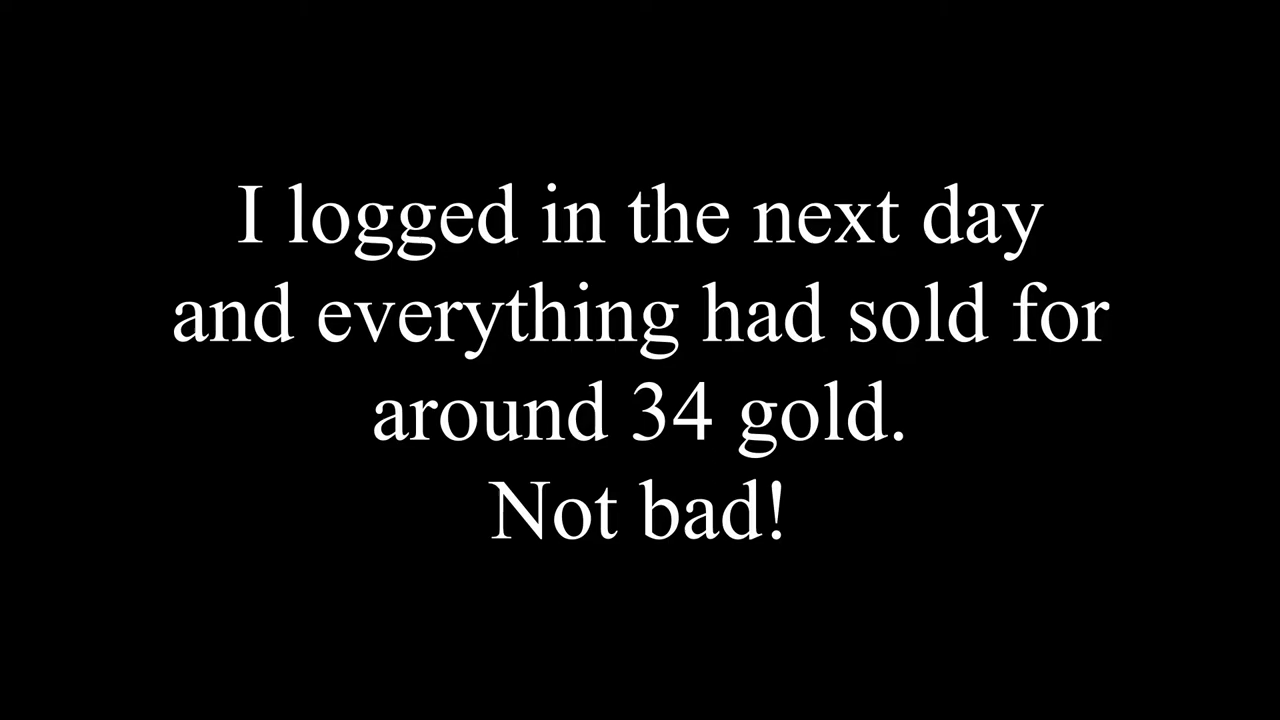 I logged in the next day
and everything had sold for
around 34 gold.
Not bad!